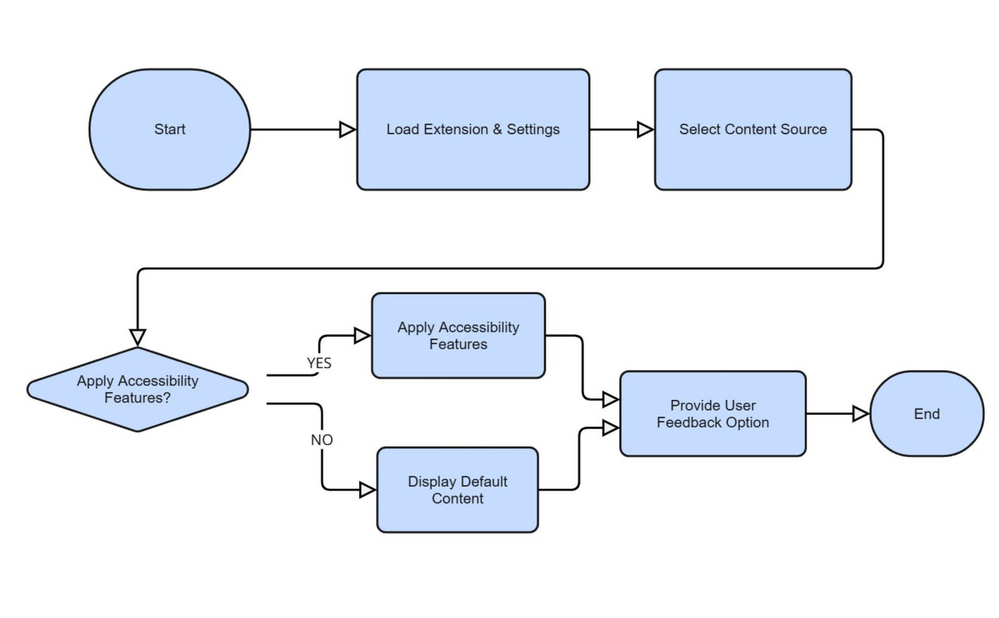 Start
Load Extension & Settings
Select Content Source
Apply Accessibility
Features?
YES
NO
Apply Accessibility
Features
Display Default
Content
Provide User
Feedback Option
End